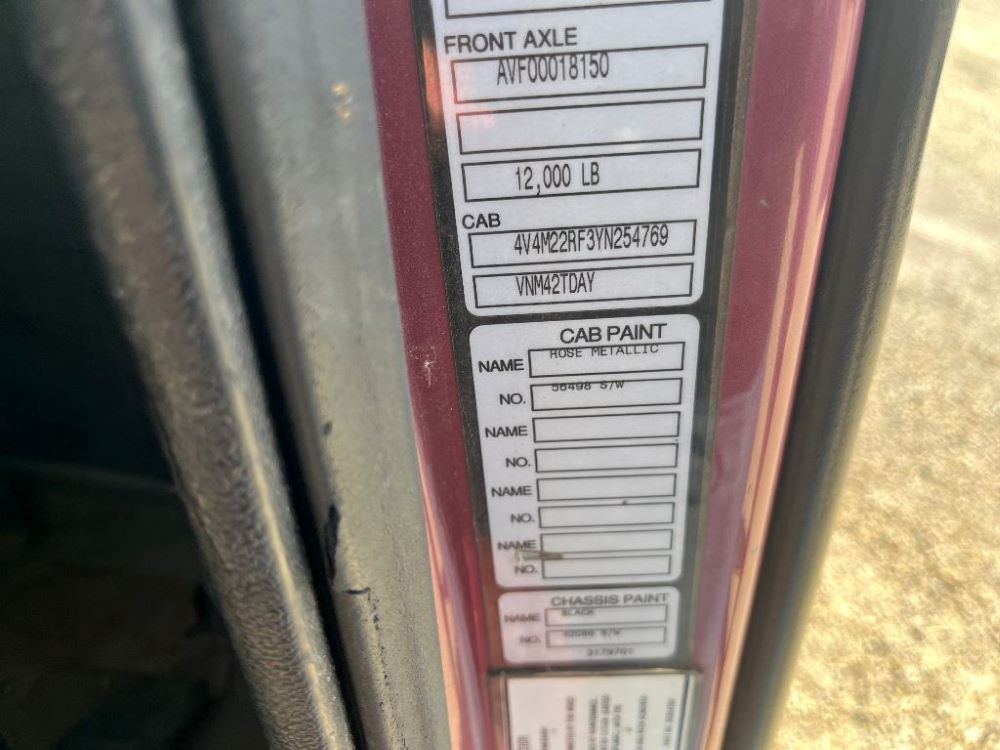 FRONT AXLE
AVF00018150
12,000 LB
CAB
4V4M22RF3YN254769
VNM42TDAY
CAB PAINT
NAME ROSE METALLIC
NO. 56498 S/W
NAME
NO.
NAME
NO.
NAME
NO.
CHASSIS PAINT
NAME BLACK
NO. S/W
3179701